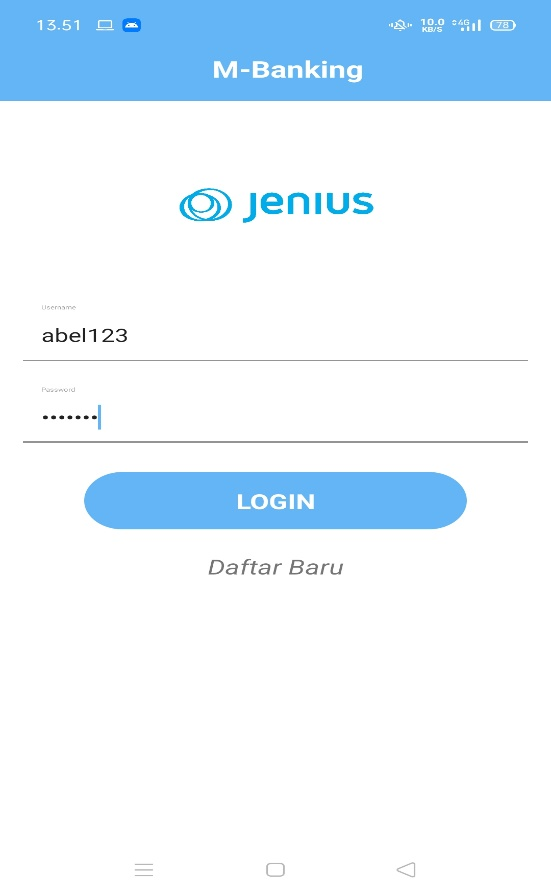 13.51 10.0 KB/S 4G 78
M-Banking
Jenius
Username
abel123
Password
•••••••
LOGIN
Daftar Baru